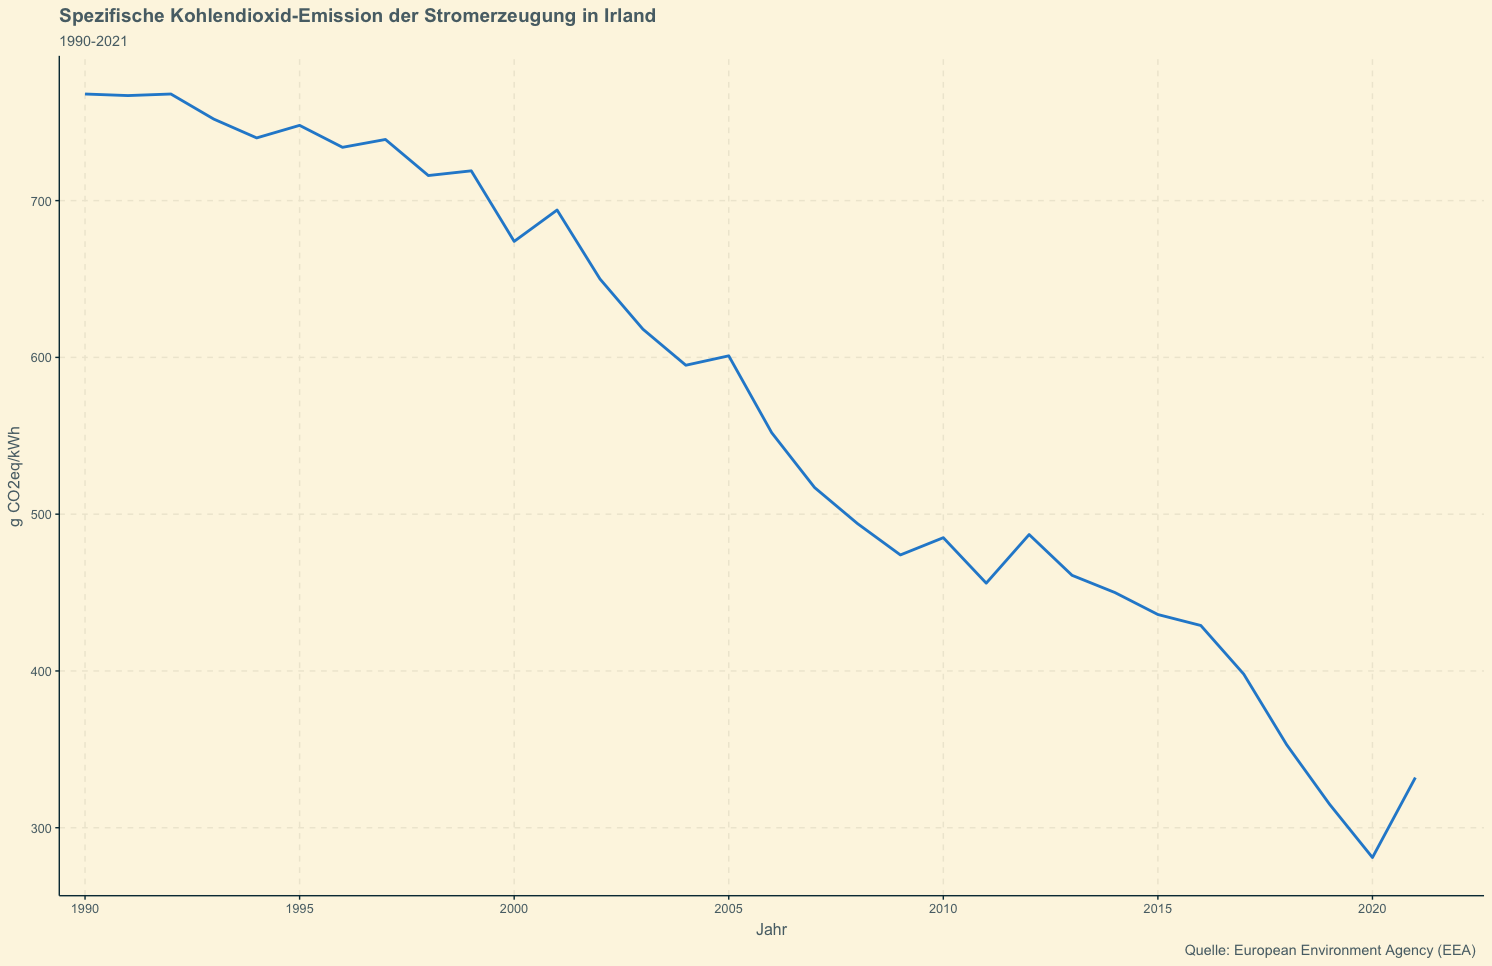 Spezifische Kohlendioxid-Emission der Stromerzeugung in Irland
1990-2021
g CO2eq/kWh
700
600
500
400
300
1990 1995 2000 2005 2010 2015 2020
Jahr
Quelle: European Environment Agency (EEA)